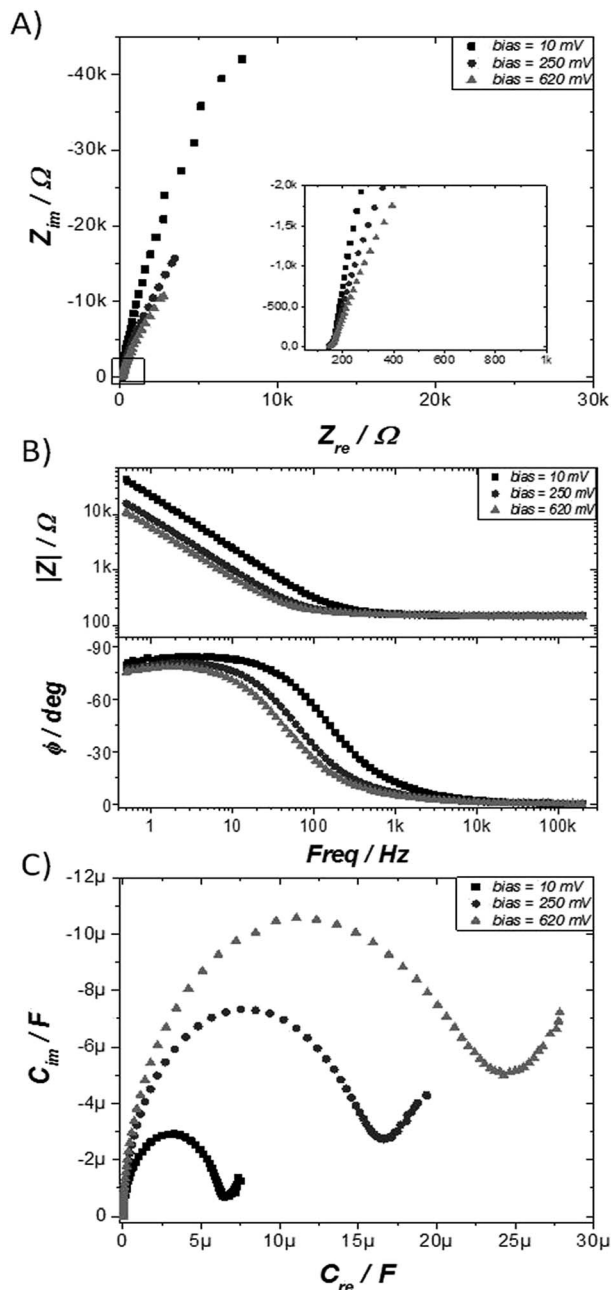 A)
bias = 10 mV
bias = 250 mV
bias = 620 mV
-40k
-30k
-20k
-10k
0
Z_im / Ω
-2,0k
-1,5k
-1,0k
-500,0
0,0
200
400
600
800
1k
0
10k
20k
30k
Z_re / Ω
B)
bias = 10 mV
bias = 250 mV
bias = 620 mV
10k
1k
100
|Z| / Ω
-90
-60
-30
0
ϕ / deg
1
10
100
1k
10k
100k
Freq / Hz
C)
bias = 10 mV
bias = 250 mV
bias = 620 mV
-12µ
-10µ
-8µ
-6µ
-4µ
-2µ
0
C_im / F
0
5µ
10µ
15µ
20µ
25µ
30µ
C_re / F